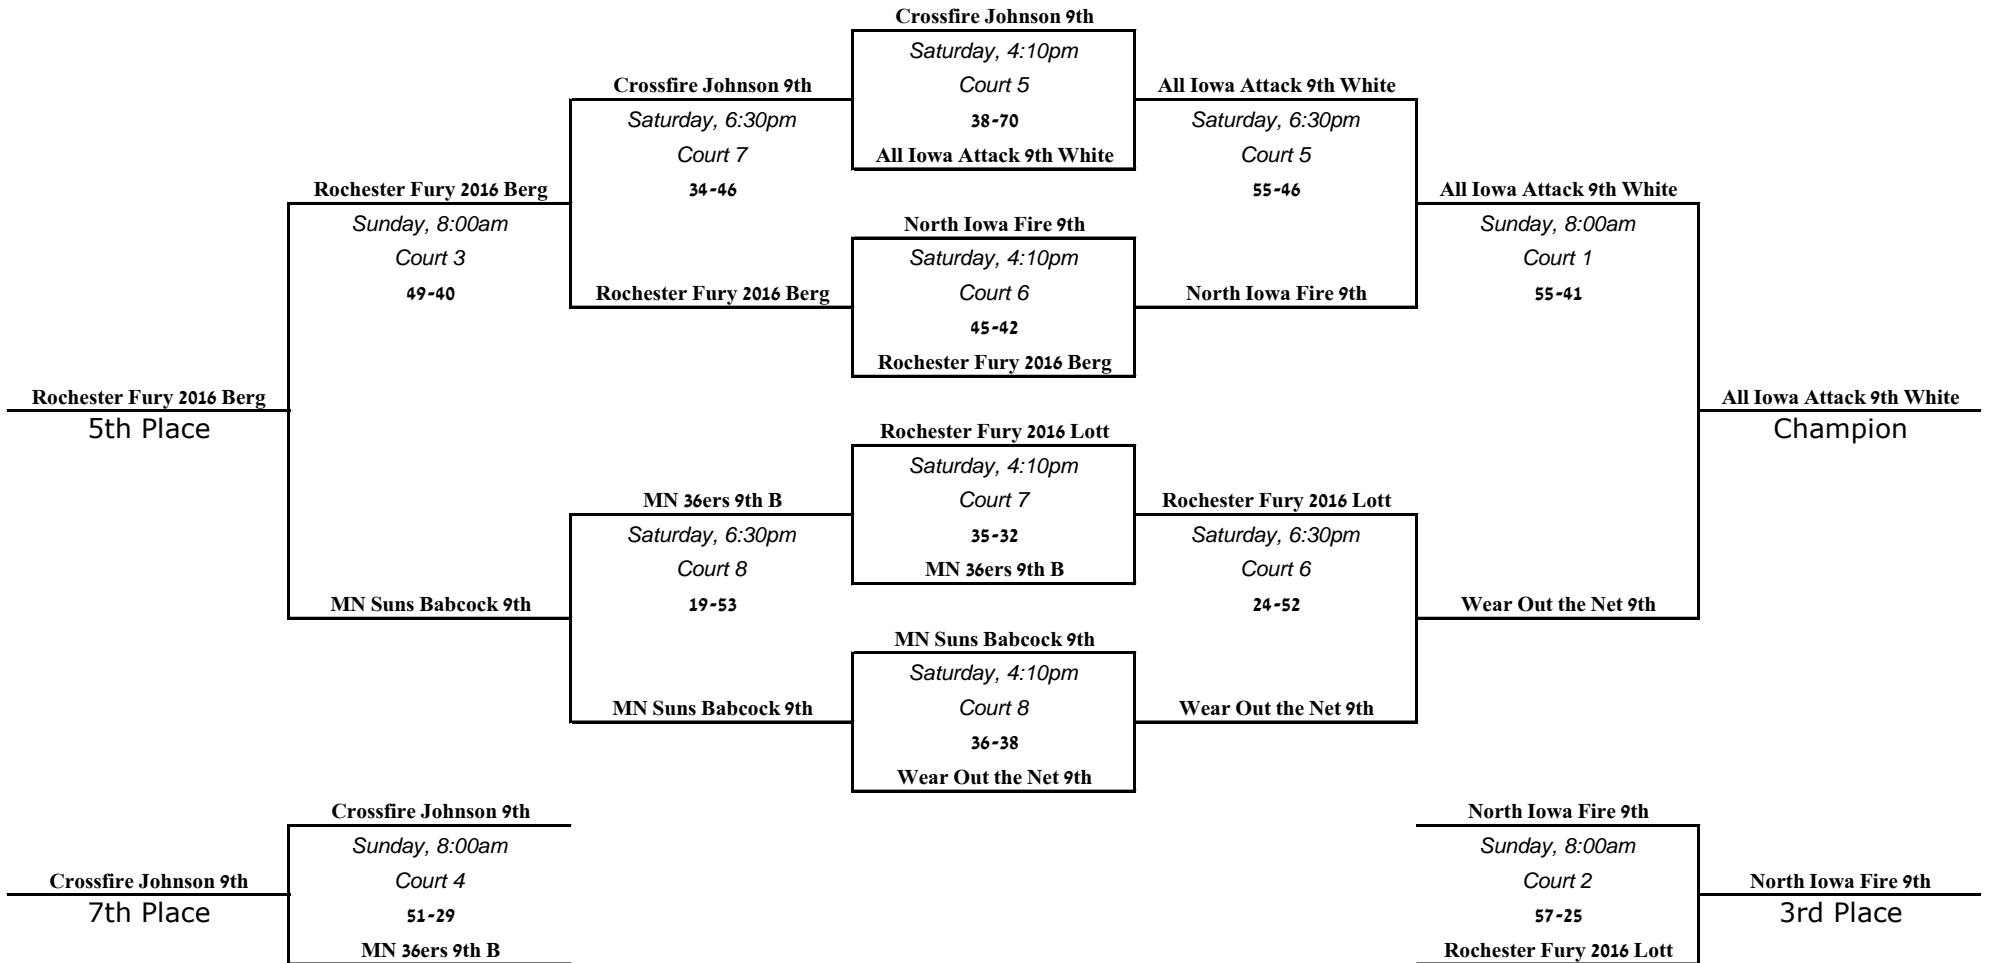 Crossfire Johnson 9th
Saturday, 4:10pm
Crossfire Johnson 9th
Court 5
All Iowa Attack 9th White
Saturday, 6:30pm
38-70
Saturday, 6:30pm
Court 7
All Iowa Attack 9th White
Court 5
Rochester Fury 2016 Berg
34-46
55-46
All Iowa Attack 9th White
Sunday, 8:00am
North Iowa Fire 9th
Sunday, 8:00am
Court 3
Saturday, 4:10pm
Court 1
49-40
Rochester Fury 2016 Berg
Court 6
North Iowa Fire 9th
55-41
45-42
Rochester Fury 2016 Berg
Rochester Fury 2016 Berg
All Iowa Attack 9th White
5th Place
Rochester Fury 2016 Lott
Champion
Saturday, 4:10pm
MN 36ers 9th B
Court 7
Rochester Fury 2016 Lott
Saturday, 6:30pm
35-32
Saturday, 6:30pm
Court 8
MN 36ers 9th B
Court 6
MN Suns Babcock 9th
19-53
24-52
Wear Out the Net 9th
MN Suns Babcock 9th
Saturday, 4:10pm
MN Suns Babcock 9th
Court 8
Wear Out the Net 9th
36-38
Wear Out the Net 9th
Crossfire Johnson 9th
North Iowa Fire 9th
Sunday, 8:00am
Sunday, 8:00am
Crossfire Johnson 9th
Court 4
Court 2
North Iowa Fire 9th
7th Place
51-29
57-25
3rd Place
MN 36ers 9th B
Rochester Fury 2016 Lott